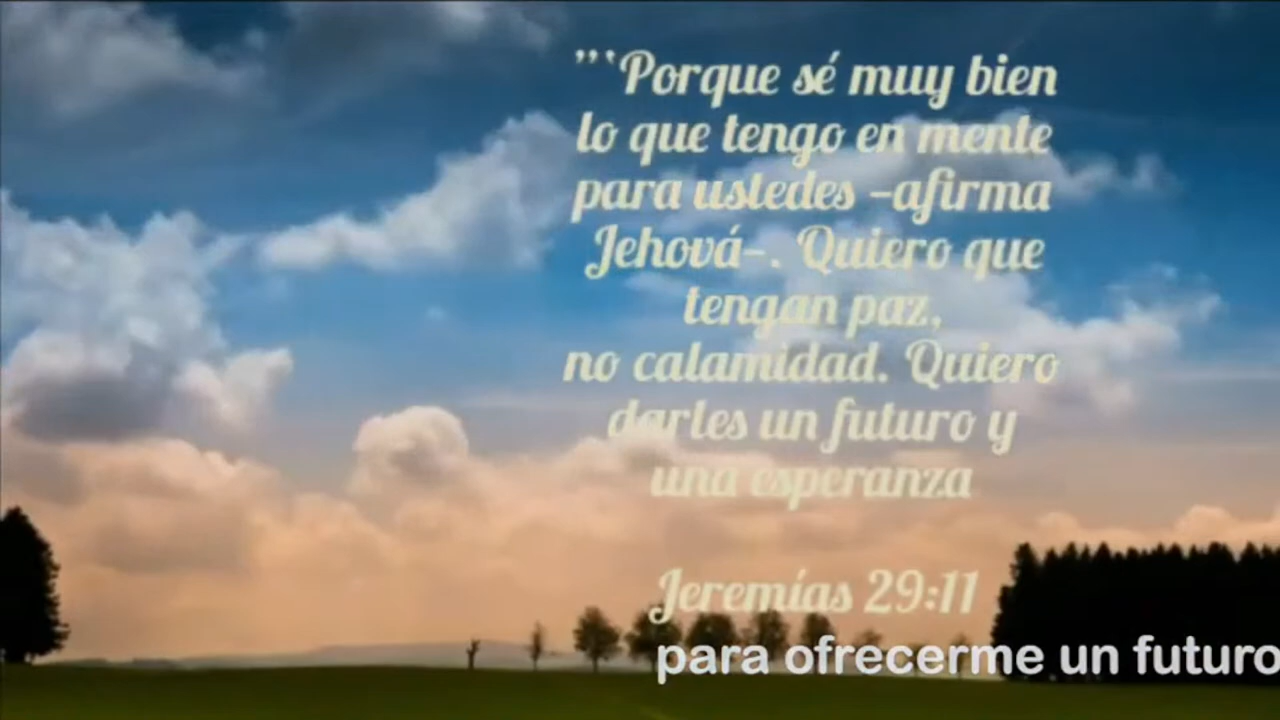 ”‘Porque sé muy bien
lo que tengo en mente
para ustedes –afirma
Jehová–. Quiero que
tengan paz,
no calamidad. Quiero
darles un futuro y
una esperanza
Jeremías 29:11
para ofrecerme un futuro